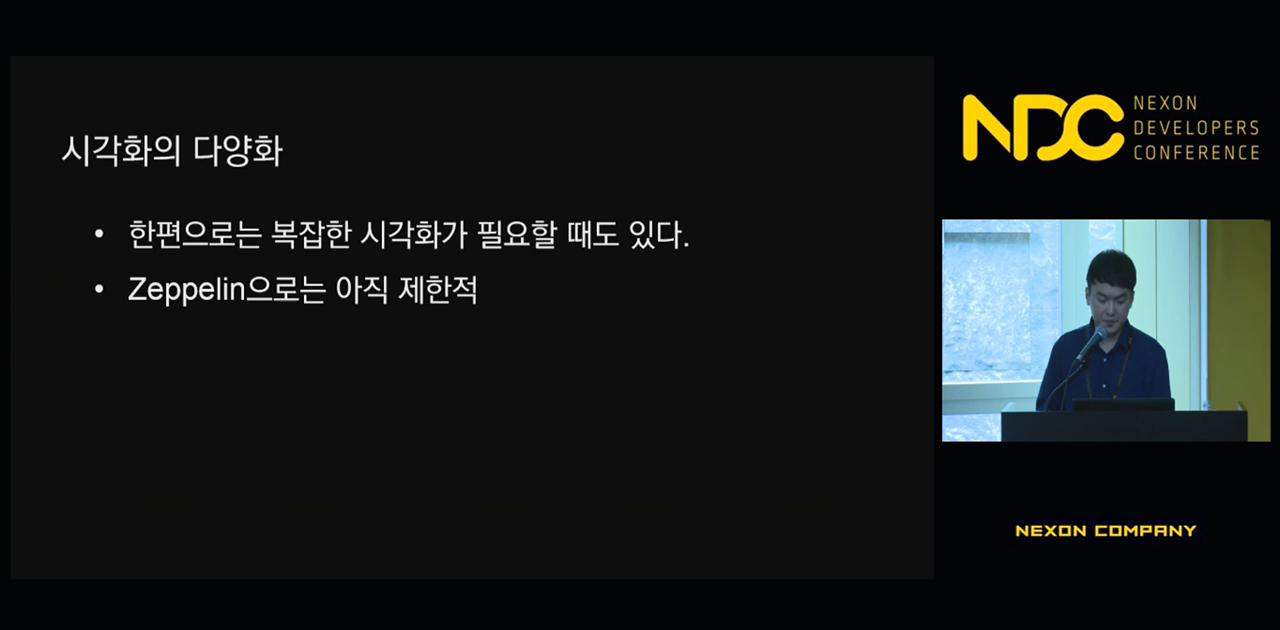 시각화의 다양화
• 한편으로는 복잡한 시각화가 필요할 때도 있다.
• Zeppelin으로는 아직 제한적
NDC
NEXON
DEVELOPERS
CONFERENCE
NEXON COMPANY